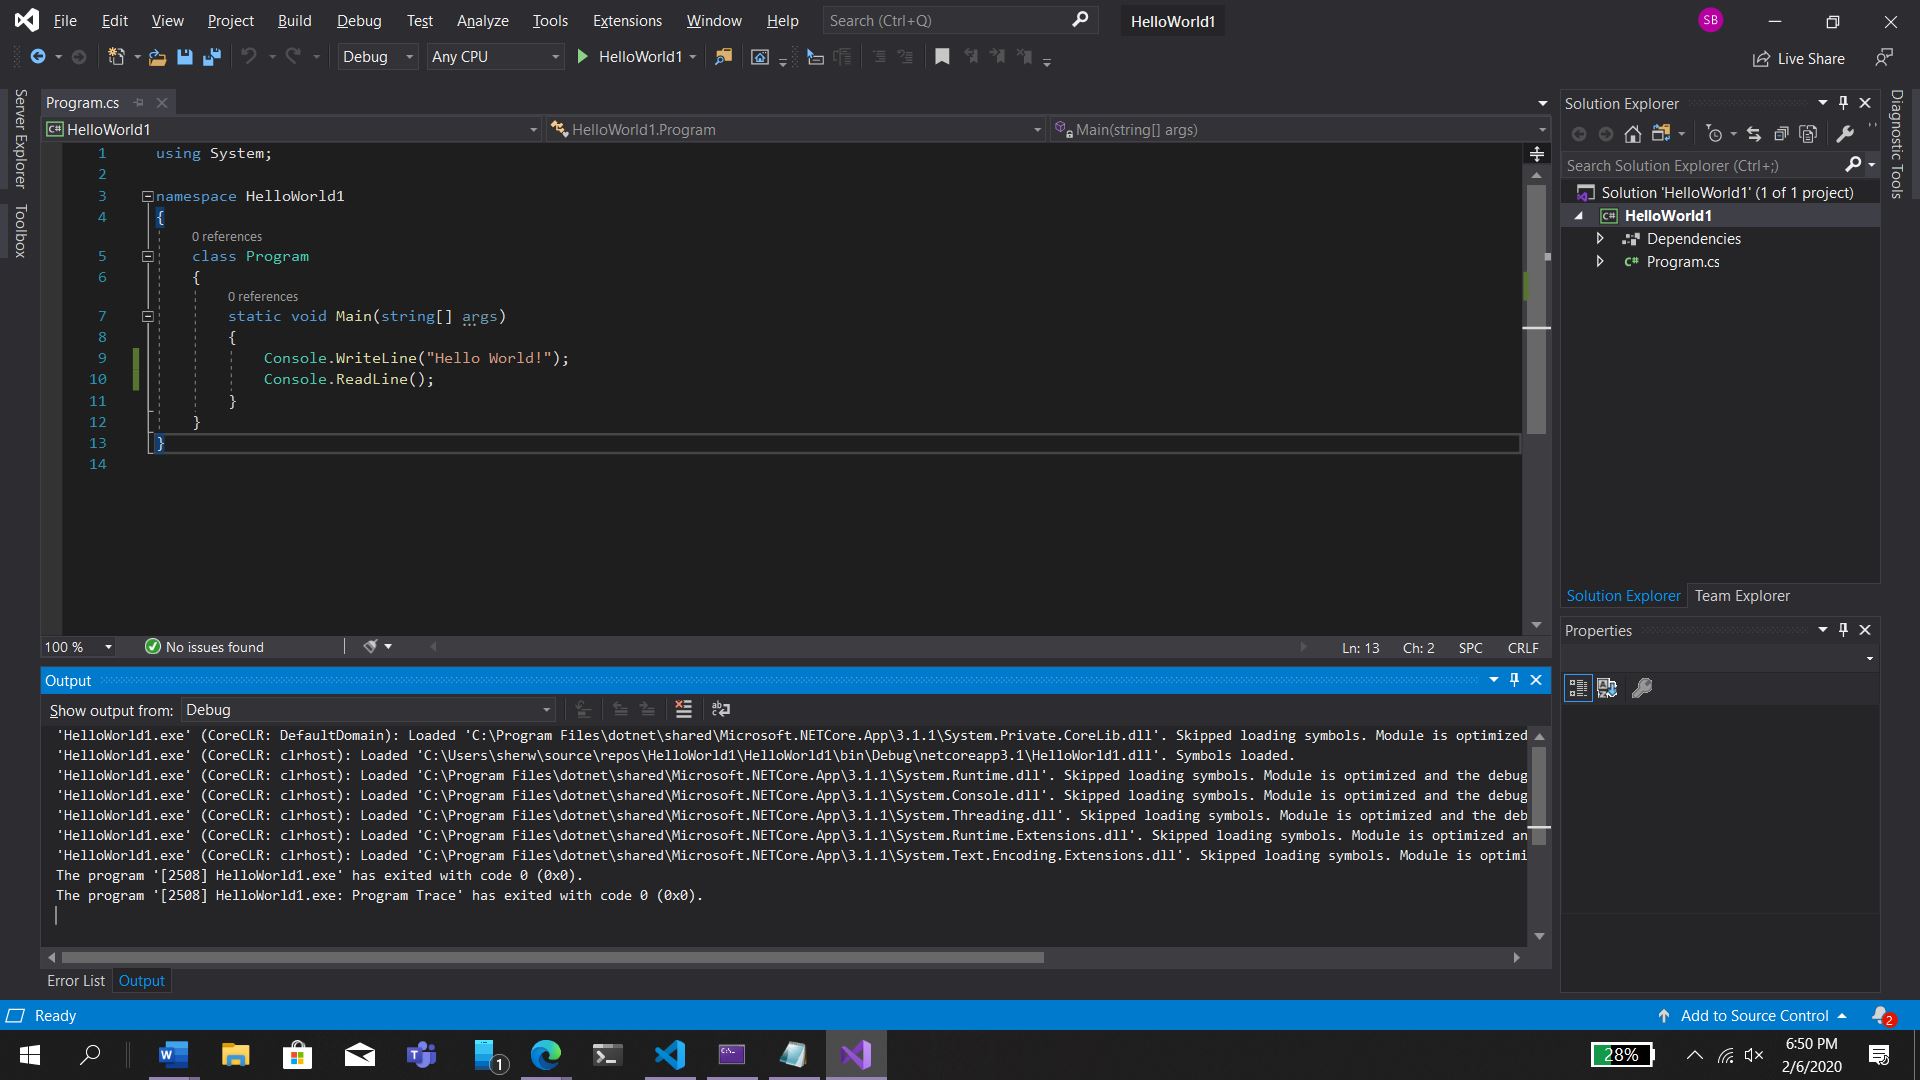 File Edit View Project Build Debug Test Analyze Tools Extensions Window Help Search (Ctrl+Q) HelloWorld1 SB
Debug Any CPU HelloWorld1 Live Share
Server Explorer
Toolbox
Program.cs
HelloWorld1 HelloWorld1.Program Main(string[] args)
1 using System;
2
3 namespace HelloWorld1
4 {
0 references
5 class Program
6 {
0 references
7 static void Main(string[] args)
8 {
9 Console.WriteLine("Hello World!");
10 Console.ReadLine();
11 }
12 }
13 }
14
100 % No issues found Ln: 13 Ch: 2 SPC CRLF
Output
Show output from: Debug
'HelloWorld1.exe' (CoreCLR: DefaultDomain): Loaded 'C:\Program Files\dotnet\shared\Microsoft.NETCore.App\3.1.1\System.Private.CoreLib.dll'. Skipped loading symbols. Module is optimized
'HelloWorld1.exe' (CoreCLR: clrhost): Loaded 'C:\Users\sherw\source\repos\HelloWorld1\HelloWorld1\bin\Debug\netcoreapp3.1\HelloWorld1.dll'. Symbols loaded.
'HelloWorld1.exe' (CoreCLR: clrhost): Loaded 'C:\Program Files\dotnet\shared\Microsoft.NETCore.App\3.1.1\System.Runtime.dll'. Skipped loading symbols. Module is optimized and the debug
'HelloWorld1.exe' (CoreCLR: clrhost): Loaded 'C:\Program Files\dotnet\shared\Microsoft.NETCore.App\3.1.1\System.Console.dll'. Skipped loading symbols. Module is optimized and the debug
'HelloWorld1.exe' (CoreCLR: clrhost): Loaded 'C:\Program Files\dotnet\shared\Microsoft.NETCore.App\3.1.1\System.Threading.dll'. Skipped loading symbols. Module is optimized and the deb
'HelloWorld1.exe' (CoreCLR: clrhost): Loaded 'C:\Program Files\dotnet\shared\Microsoft.NETCore.App\3.1.1\System.Runtime.Extensions.dll'. Skipped loading symbols. Module is optimized an
'HelloWorld1.exe' (CoreCLR: clrhost): Loaded 'C:\Program Files\dotnet\shared\Microsoft.NETCore.App\3.1.1\System.Text.Encoding.Extensions.dll'. Skipped loading symbols. Module is optimi
The program '[2508] HelloWorld1.exe' has exited with code 0 (0x0).
The program '[2508] HelloWorld1.exe: Program Trace' has exited with code 0 (0x0).
Error List Output
Solution Explorer
Search Solution Explorer (Ctrl+;)
Solution 'HelloWorld1' (1 of 1 project)
C# HelloWorld1
Dependencies
C# Program.cs
Solution Explorer Team Explorer
Properties
Diagnostic Tools
Ready Add to Source Control 2
1 28% 6:50 PM
2/6/2020